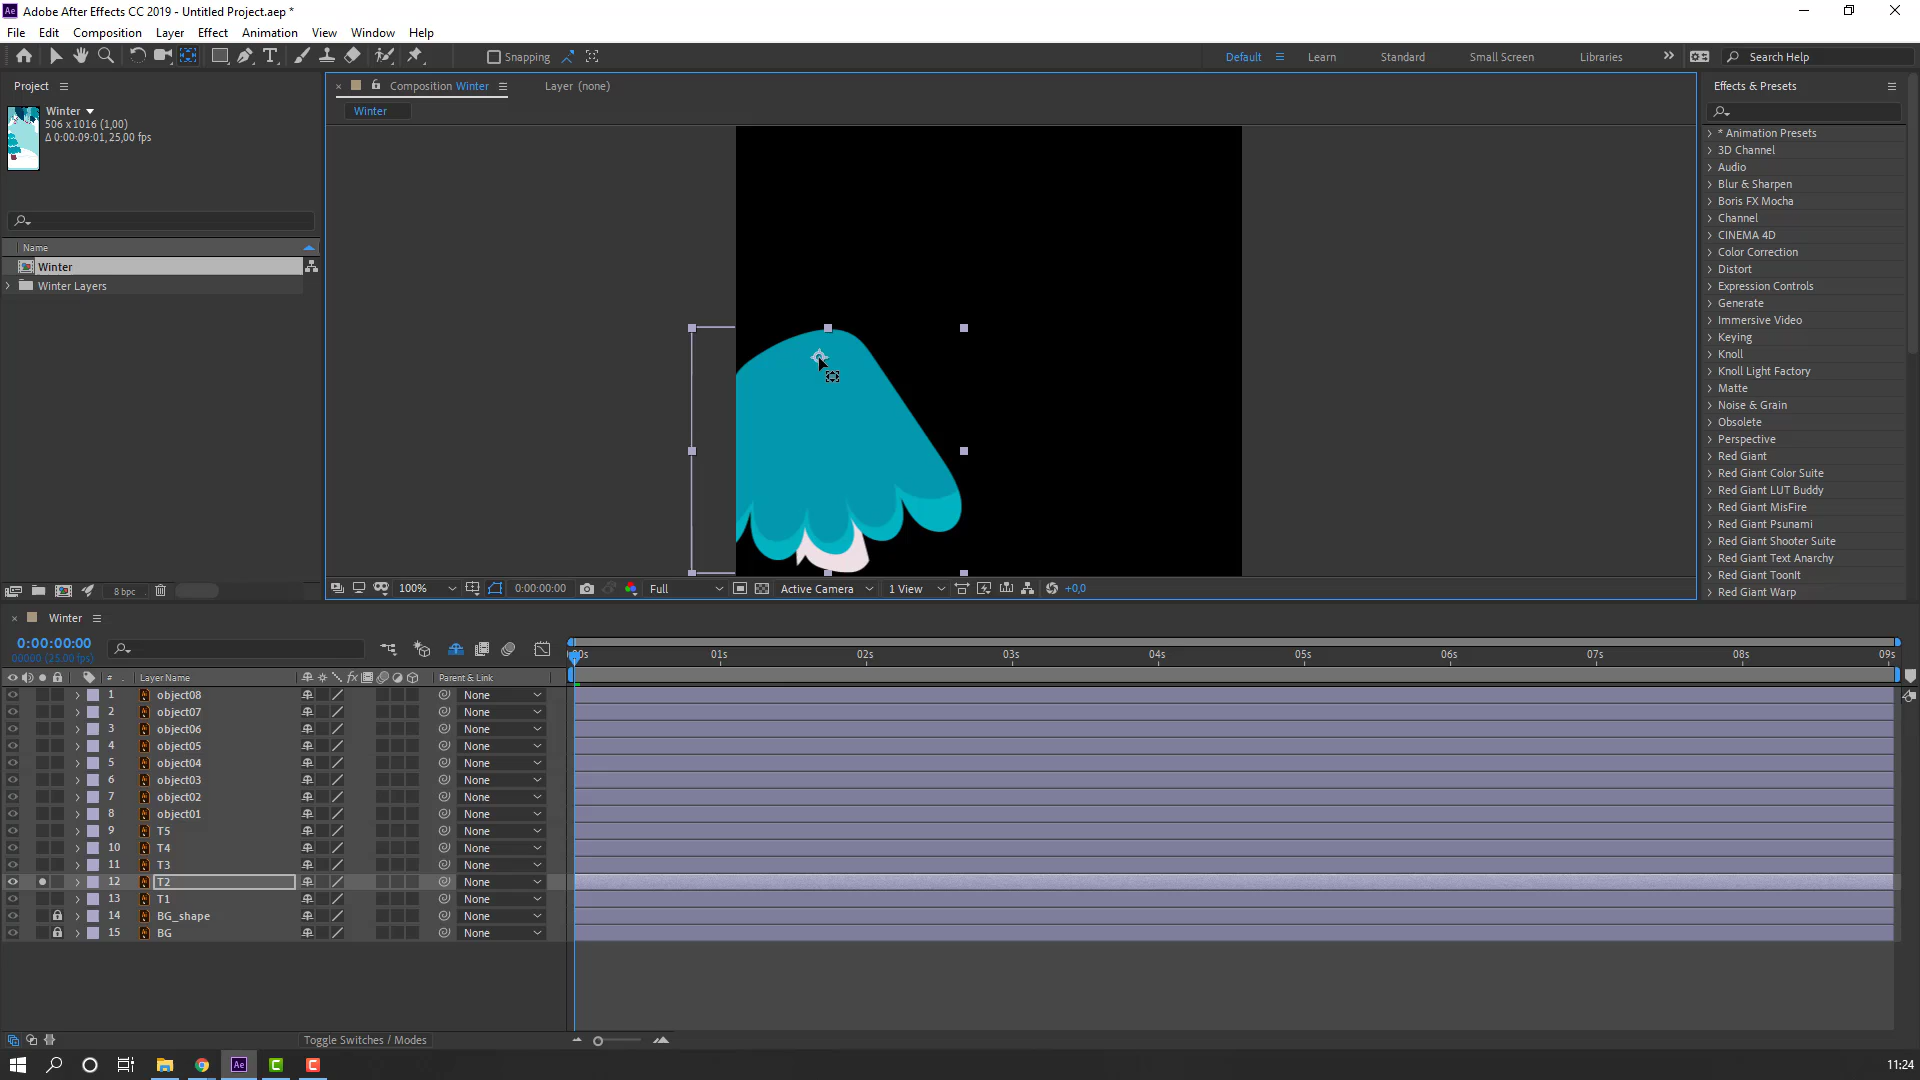 Adobe After Effects CC 2019 - Untitled Project.aep *
File Edit Composition Layer Effect Animation View Window Help
Snapping
Default Learn Standard Small Screen Libraries Search Help
Project
Winter
506 x 1016 (1,00)
Δ 0:00:09:01, 25,00 fps
Name
Winter
Winter Layers
8 bpc
Composition Winter
Layer (none)
Winter
100%
0:00:00:00
Full
Active Camera
1 View
+0,0
Effects & Presets
* Animation Presets
3D Channel
Audio
Blur & Sharpen
Boris FX Mocha
Channel
CINEMA 4D
Color Correction
Distort
Expression Controls
Generate
Immersive Video
Keying
Knoll
Knoll Light Factory
Matte
Noise & Grain
Obsolete
Perspective
Red Giant
Red Giant Color Suite
Red Giant LUT Buddy
Red Giant MisFire
Red Giant Psunami
Red Giant Shooter Suite
Red Giant Text Anarchy
Red Giant ToonIt
Red Giant Warp
Winter
0:00:00:00
00000 (25.00 fps)
:00s 01s 02s 03s 04s 05s 06s 07s 08s 09s
# Layer Name fx Parent & Link
1 object08 None
2 object07 None
3 object06 None
4 object05 None
5 object04 None
6 object03 None
7 object02 None
8 object01 None
9 T5 None
10 T4 None
11 T3 None
12 T2 None
13 T1 None
14 BG_shape None
15 BG None
Toggle Switches / Modes
11:24